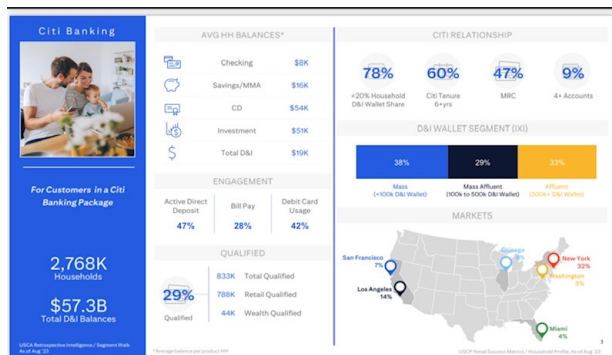 Citi Banking
For Customers in a Citi
Banking Package
2,768K
Households
$57.3B
Total D&I Balances
USCA Retrospective Intelligence / Segment Walls
As of Aug '23
AVG HH BALANCES*
Checking $8K
Savings/MMA $16K
CD $54K
Investment $51K
Total D&I $19K
ENGAGEMENT
Active Direct Deposit
Bill Pay
Debit Card Usage
47% 28% 42%
QUALIFIED
29%
Qualified
833K Total Qualified
788K Retail Qualified
44K Wealth Qualified
*Average balance per product HH
CITI RELATIONSHIP
78%
<20% Household
D&I Wallet Share
60%
Citi Tenure
6+yrs
47%
MRC
9%
4+ Accounts
D&I WALLET SEGMENT (IXI)
38% 29% 33%
Mass
(<100k D&I Wallet)
Mass Affluent
(100k to 500k D&I Wallet)
Affluent
(500k+ D&I Wallet)
MARKETS
San Francisco
7%
Los Angeles
14%
Chicago
New York
32%
Washington
3%
Miami
4%
3
USCP Retail Success Metrics / Household Profile, As of Aug '23